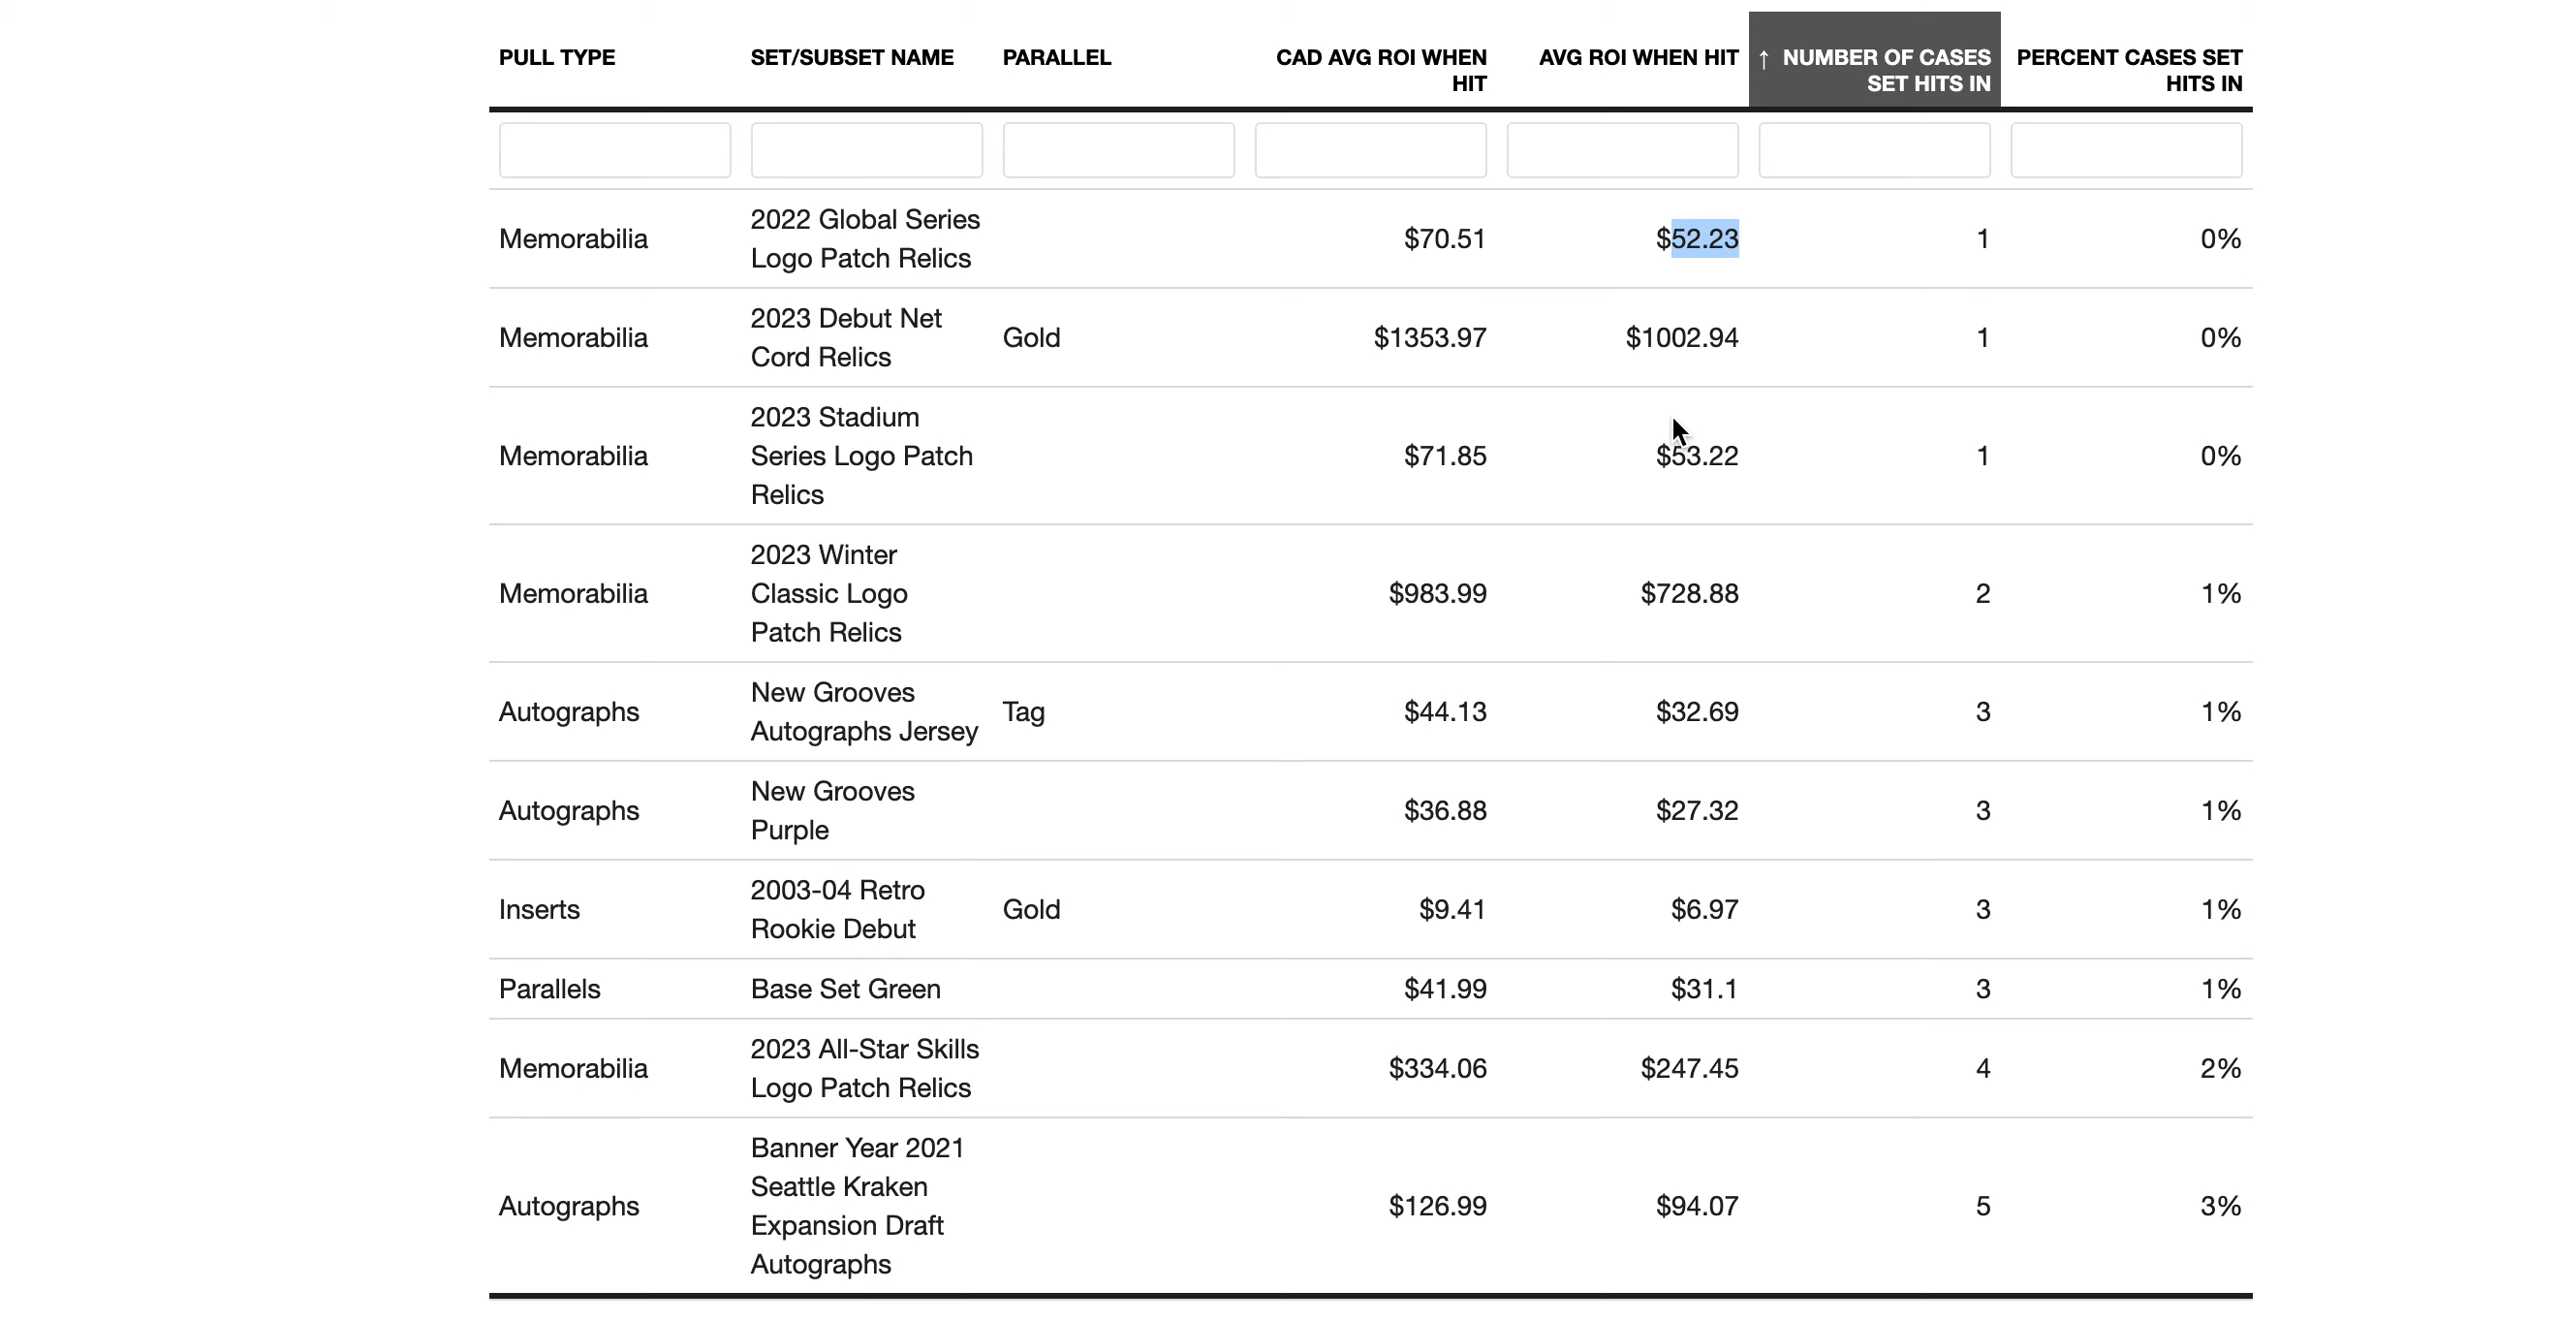 PULL TYPE SET/SUBSET NAME PARALLEL CAD AVG ROI WHEN HIT AVG ROI WHEN HIT ↑ NUMBER OF CASES SET HITS IN PERCENT CASES SET HITS IN
Memorabilia 2022 Global Series Logo Patch Relics $70.51 $52.23 1 0%
Memorabilia 2023 Debut Net Cord Relics Gold $1353.97 $1002.94 1 0%
Memorabilia 2023 Stadium Series Logo Patch Relics $71.85 $53.22 1 0%
Memorabilia 2023 Winter Classic Logo Patch Relics $983.99 $728.88 2 1%
Autographs New Grooves Autographs Jersey Tag $44.13 $32.69 3 1%
Autographs New Grooves Purple $36.88 $27.32 3 1%
Inserts 2003-04 Retro Rookie Debut Gold $9.41 $6.97 3 1%
Parallels Base Set Green $41.99 $31.1 3 1%
Memorabilia 2023 All-Star Skills Logo Patch Relics $334.06 $247.45 4 2%
Autographs Banner Year 2021 Seattle Kraken Expansion Draft Autographs $126.99 $94.07 5 3%